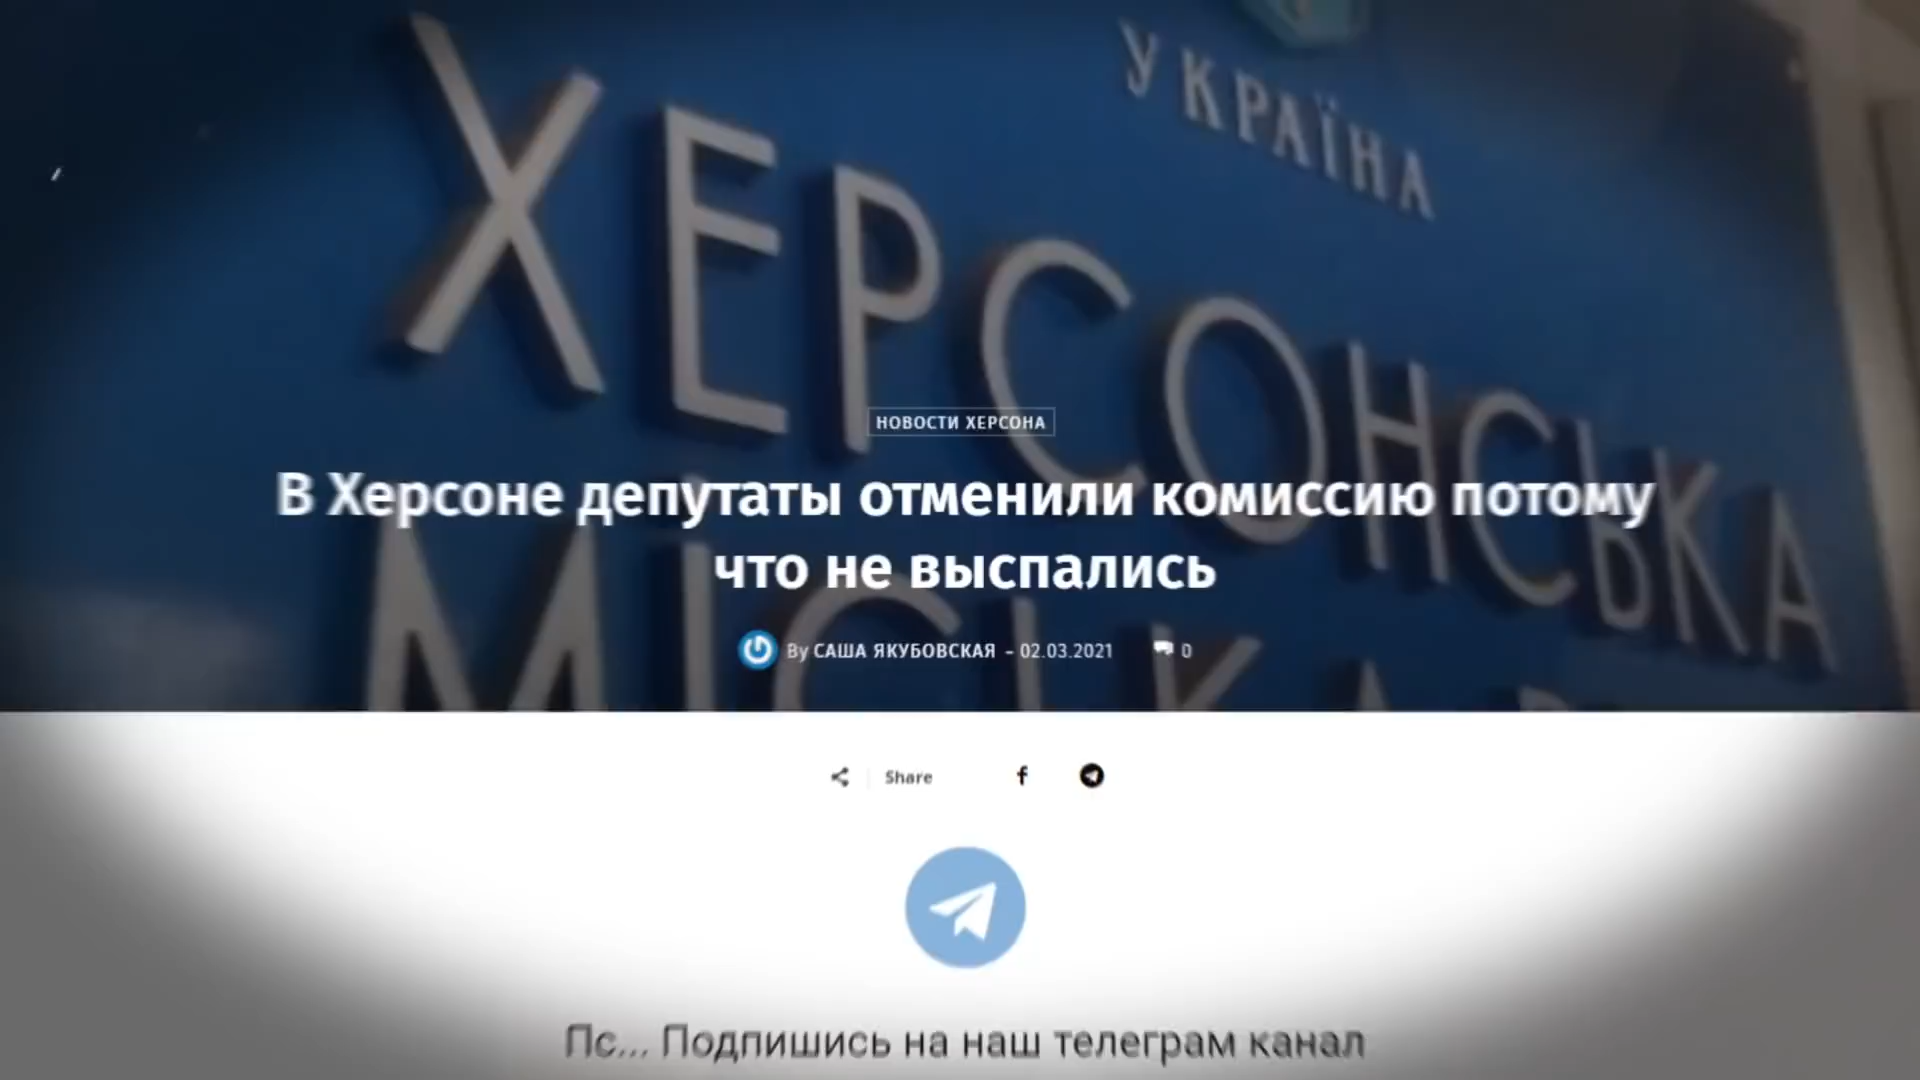 УКРАЇНА
ХЕРСОНСЬКА
НОВОСТИ ХЕРСОНА
В Херсоне депутаты отменили комиссию потому
что не выспались
By САША ЯКУБОВСКАЯ - 02.03.2021 0
Share
Пс... Подпишись на наш телеграм канал